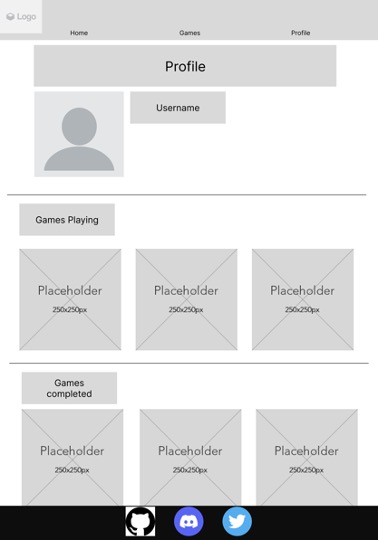 Logo
Home Games Profile
Profile
Username
Games Playing
Placeholder Placeholder Placeholder
250x250px 250x250px 250x250px
Games
completed
Placeholder Placeholder Placeholder
250x250px 250x250px 250x250px